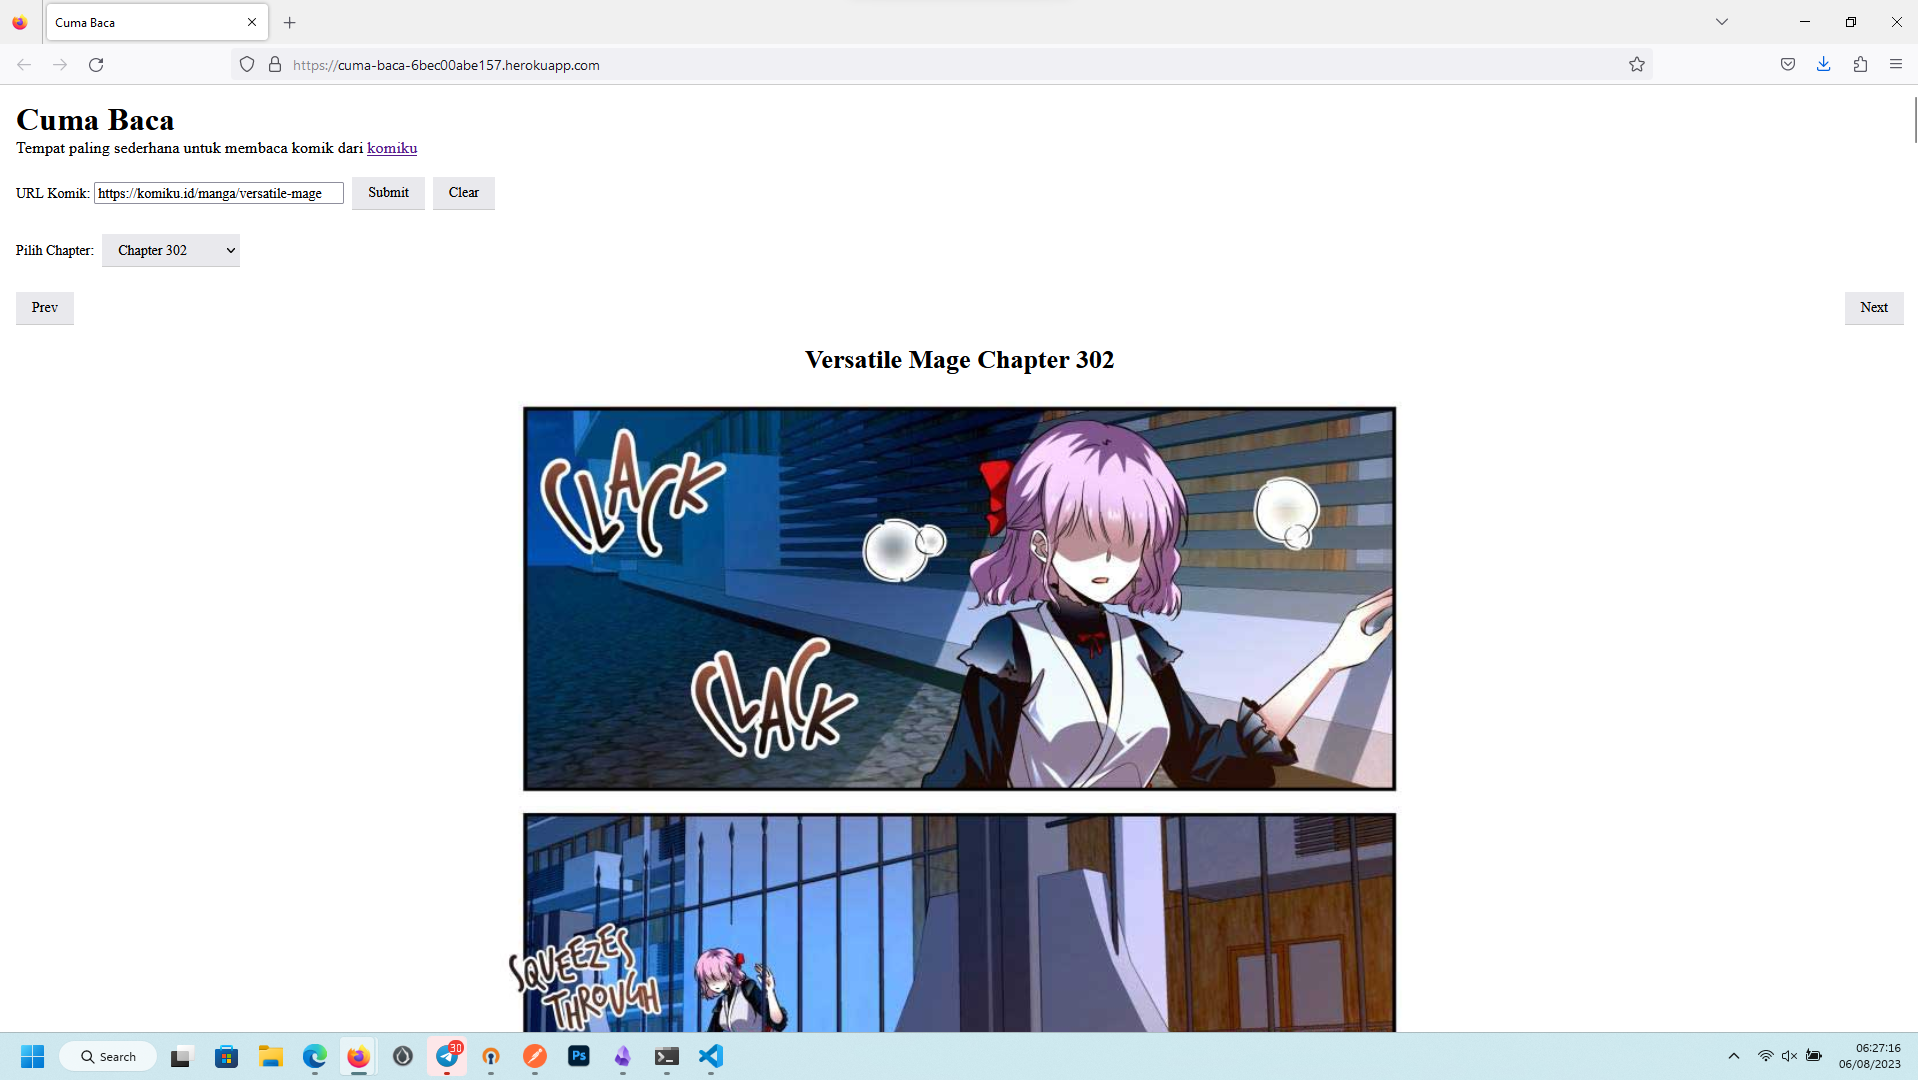 Cuma Baca
https://cuma-baca-6bec00abe157.herokuapp.com
Cuma Baca
Tempat paling sederhana untuk membaca komik dari komiku
URL Komik: https://komiku.id/manga/versatile-mage Submit Clear
Pilih Chapter: Chapter 302
Prev Next
Versatile Mage Chapter 302
CLACK
CLACK
SQUEEZES
THROUGH
Search
30
Ps
06:27:16
06/08/2023